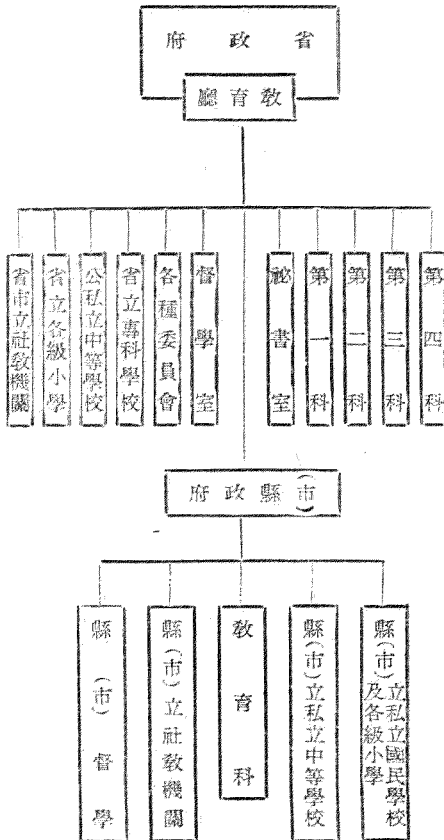 省政府
教育廳
第四科
第三科
第二科
第一科
祕書室
督學室
各種委員會
省立專科學校
公私立中等學校
省立各級小學
省市立社教機關
縣(市)政府
縣(市)立私立國民學校及各級小學
縣(市)立私立中等學校
教育科
縣(市)立社教機關
縣(市)督學